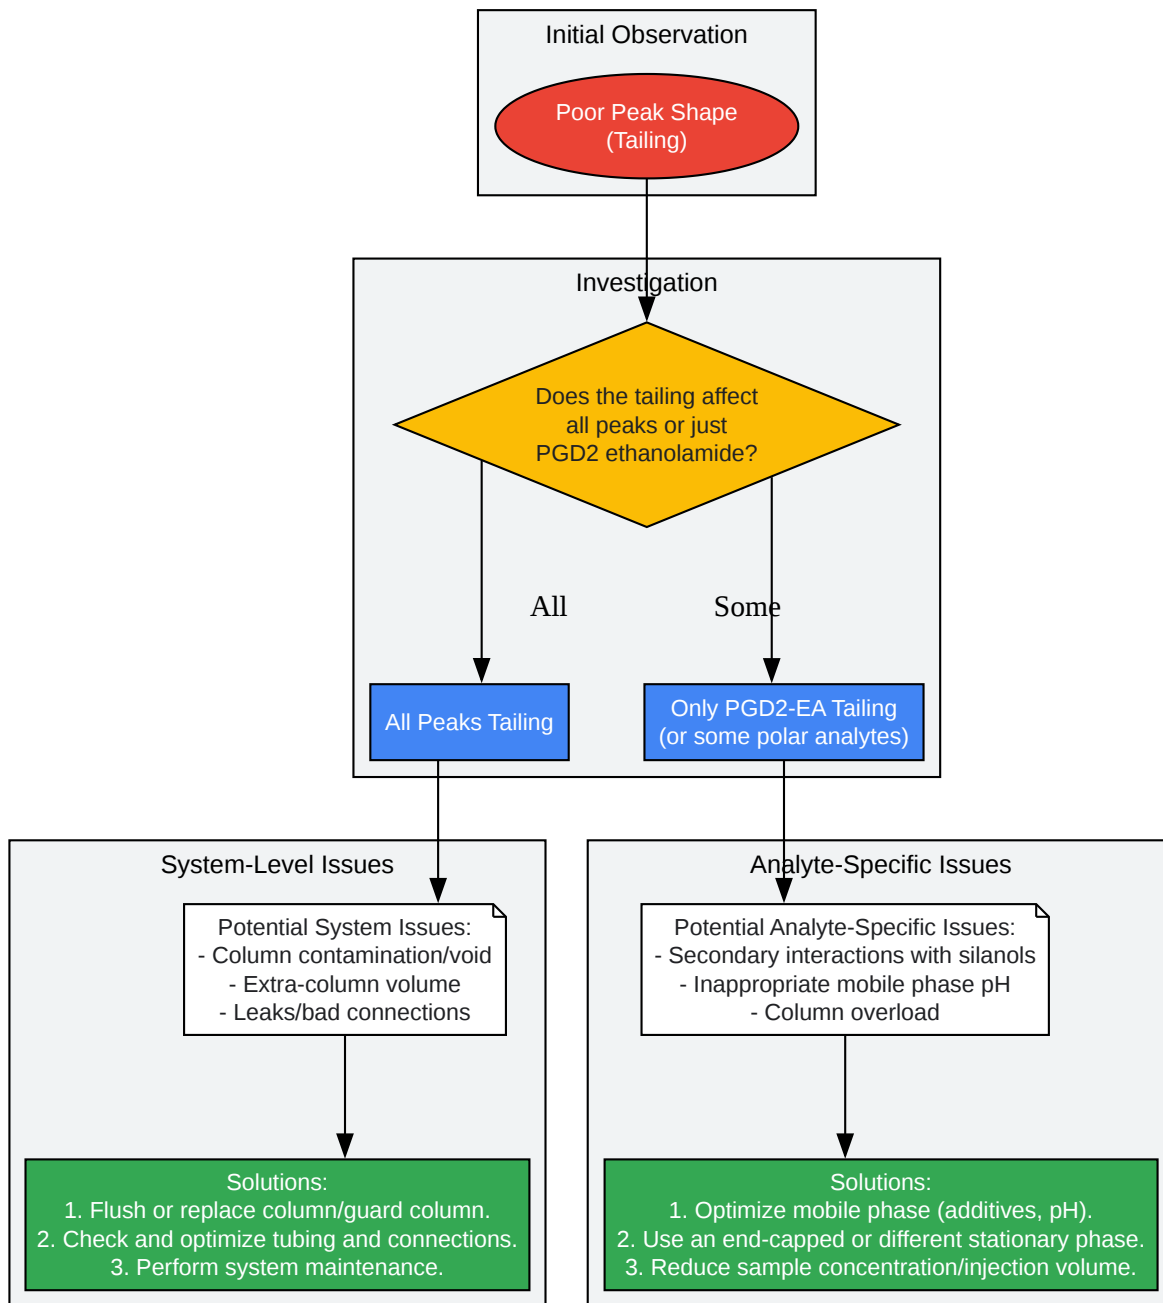 Initial Observation
Poor Peak Shape
(Tailing)
Investigation
Does the tailing affect
all peaks or just
PGD2 ethanolamide?
All
Some
All Peaks Tailing
Only PGD2-EA Tailing
(or some polar analytes)
System-Level Issues
Potential System Issues:
- Column contamination/void
- Extra-column volume
- Leaks/bad connections
Solutions:
1. Flush or replace column/guard column.
2. Check and optimize tubing and connections.
3. Perform system maintenance.
Analyte-Specific Issues
Potential Analyte-Specific Issues:
- Secondary interactions with silanols
- Inappropriate mobile phase pH
- Column overload
Solutions:
1. Optimize mobile phase (additives, pH).
2. Use an end-capped or different stationary phase.
3. Reduce sample concentration/injection volume.